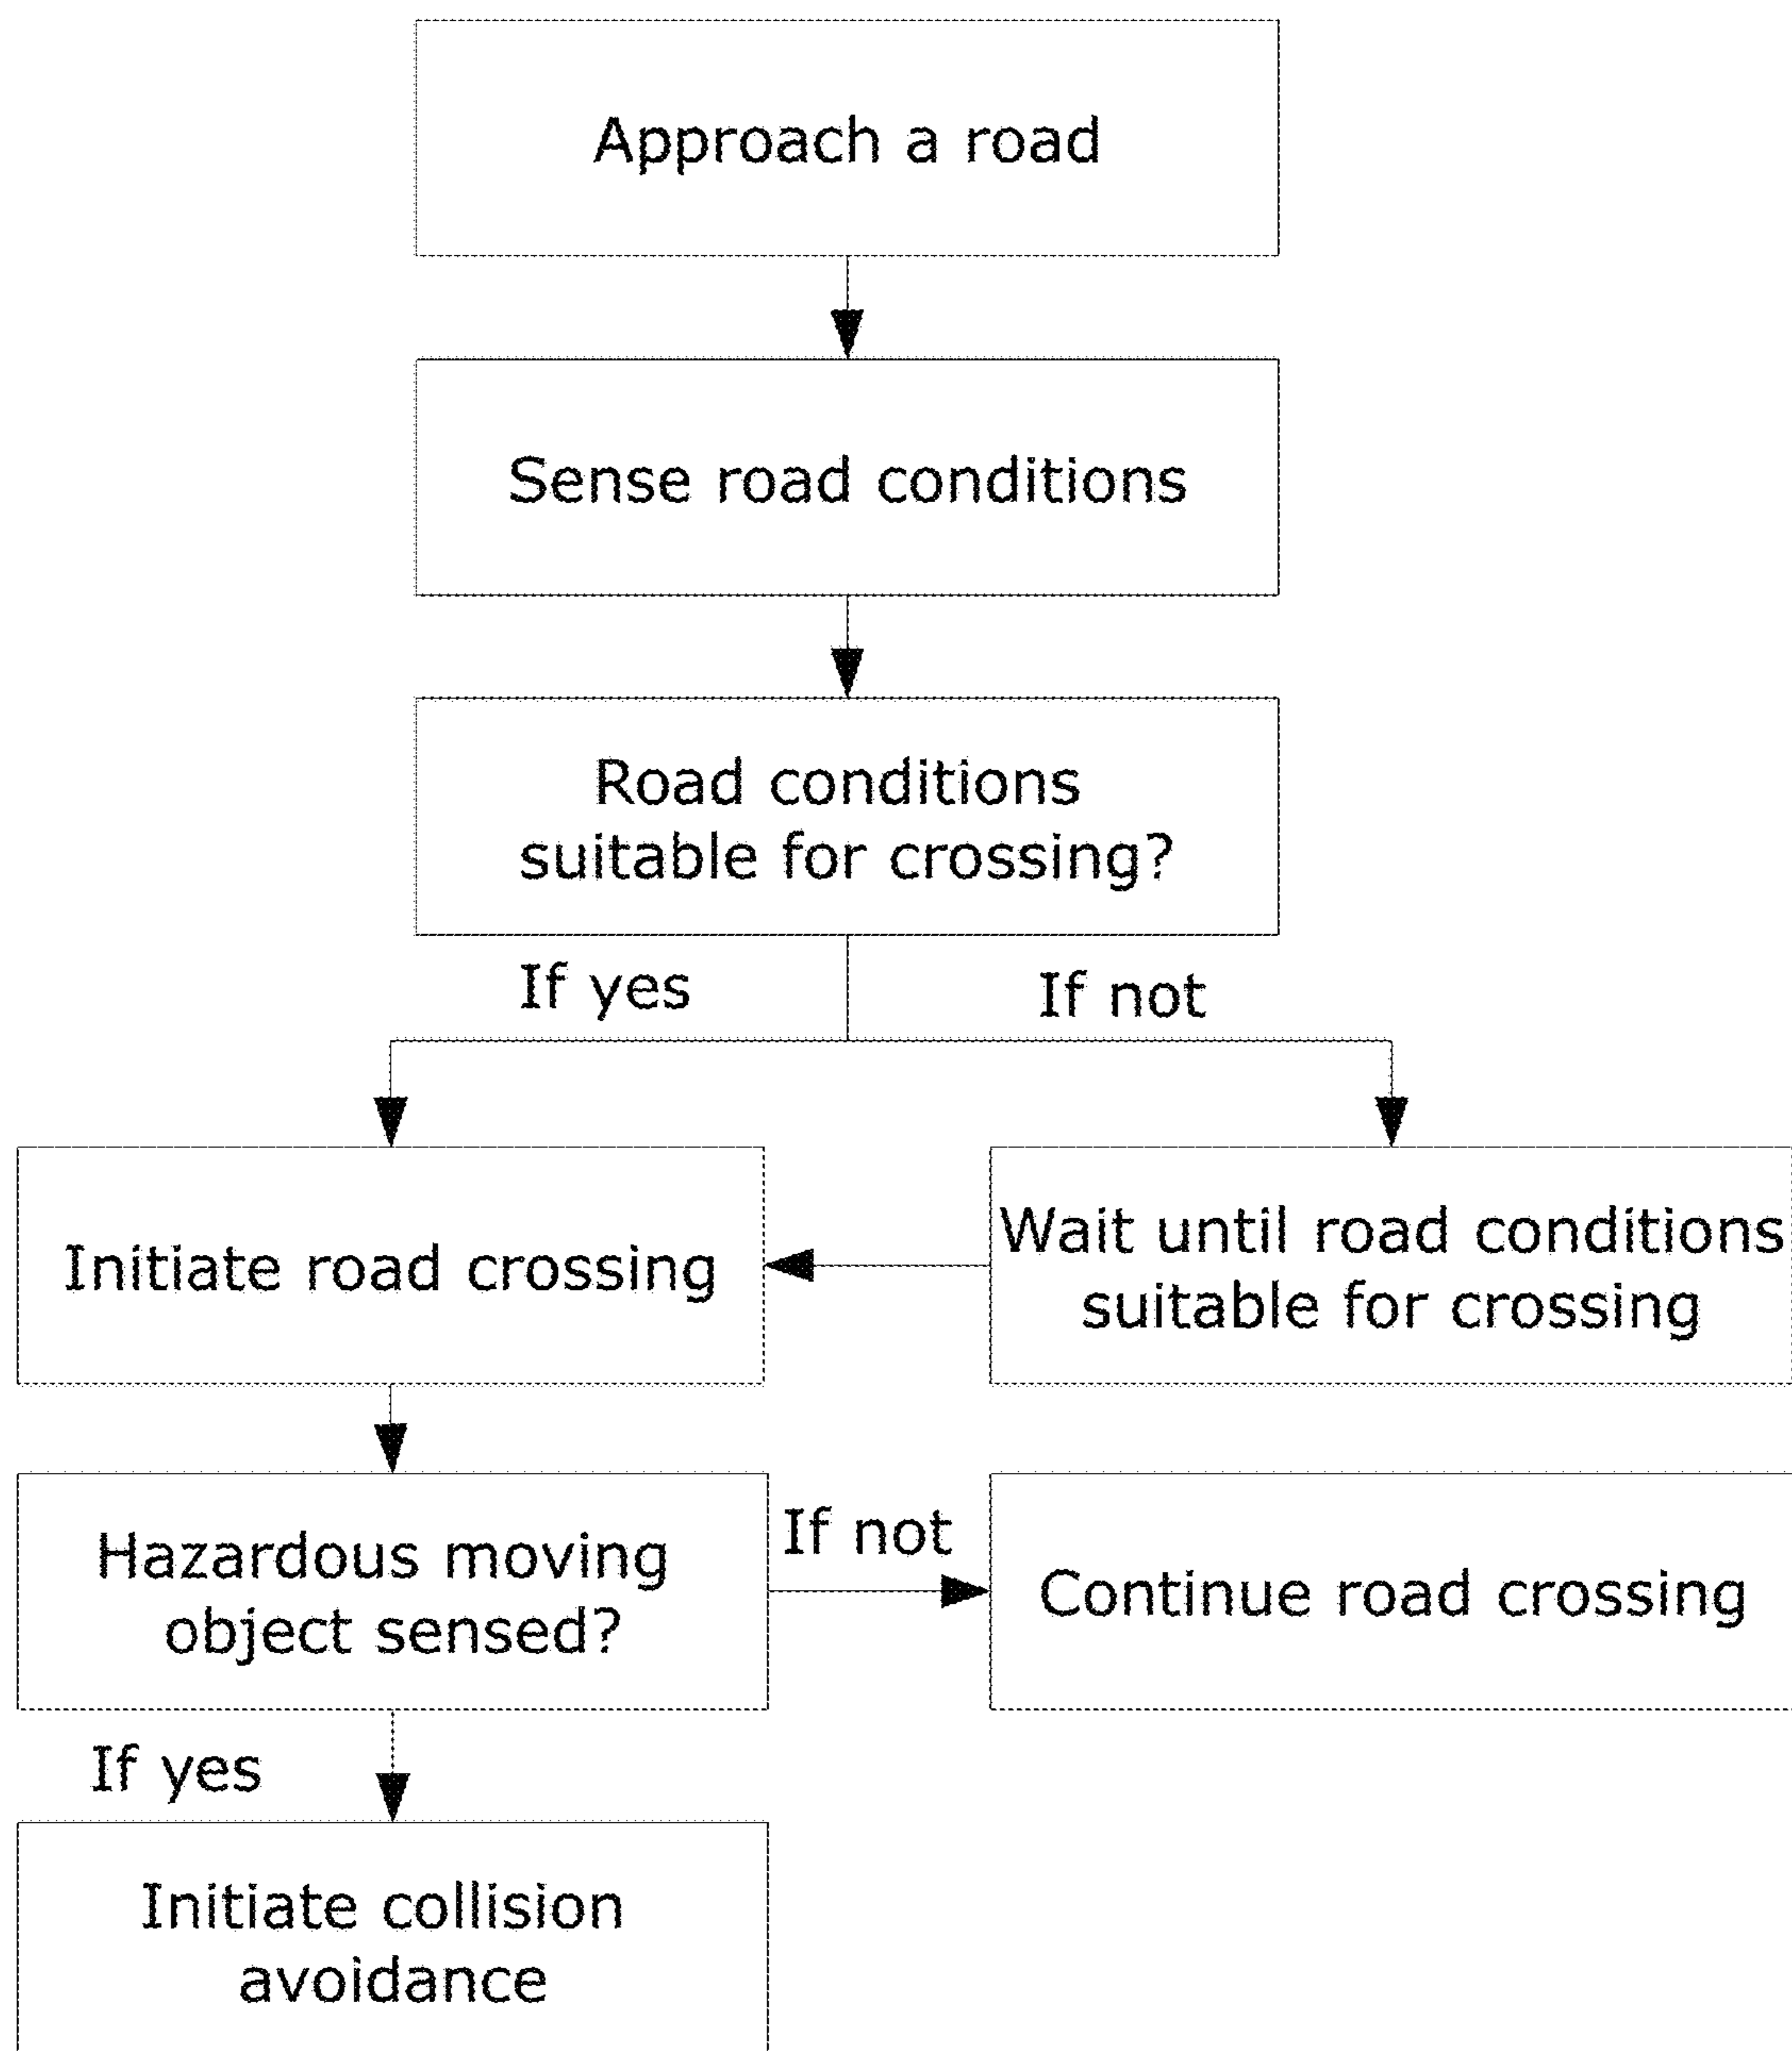 Approach a road
Sense road conditions
Road conditions
suitable for crossing?
If yes
If not
Initiate road crossing
Wait until road conditions
suitable for crossing
Hazardous moving
object sensed?
If not
Continue road crossing
If yes
Initiate collision
avoidance